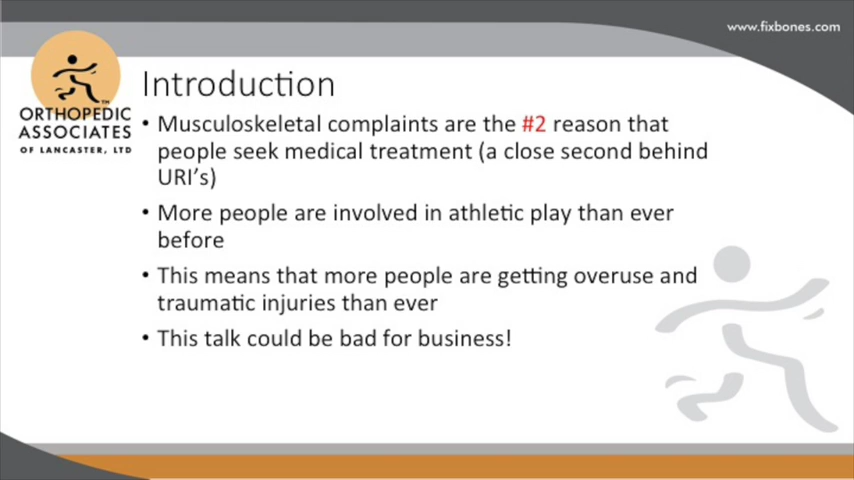 www.fixbones.com
ORTHOPEDIC
ASSOCIATES
OF LANCASTER, LTD
TM
Introduction
• Musculoskeletal complaints are the #2 reason that
people seek medical treatment (a close second behind
URI's)
• More people are involved in athletic play than ever
before
• This means that more people are getting overuse and
traumatic injuries than ever
• This talk could be bad for business!